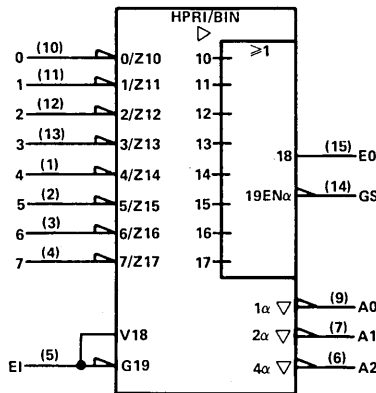 HPRI/BIN
▷
0 (10) 0/Z10 10 ⩾1
1 (11) 1/Z11 11
2 (12) 2/Z12 12
3 (13) 3/Z13 13
4 (1) 4/Z14 14 18 (15) E0
5 (2) 5/Z15 15 19ENα (14) GS
6 (3) 6/Z16 16
7 (4) 7/Z17 17
1α ▽ (9) A0
V18 2α ▽ (7) A1
EI (5) G19 4α ▽ (6) A2